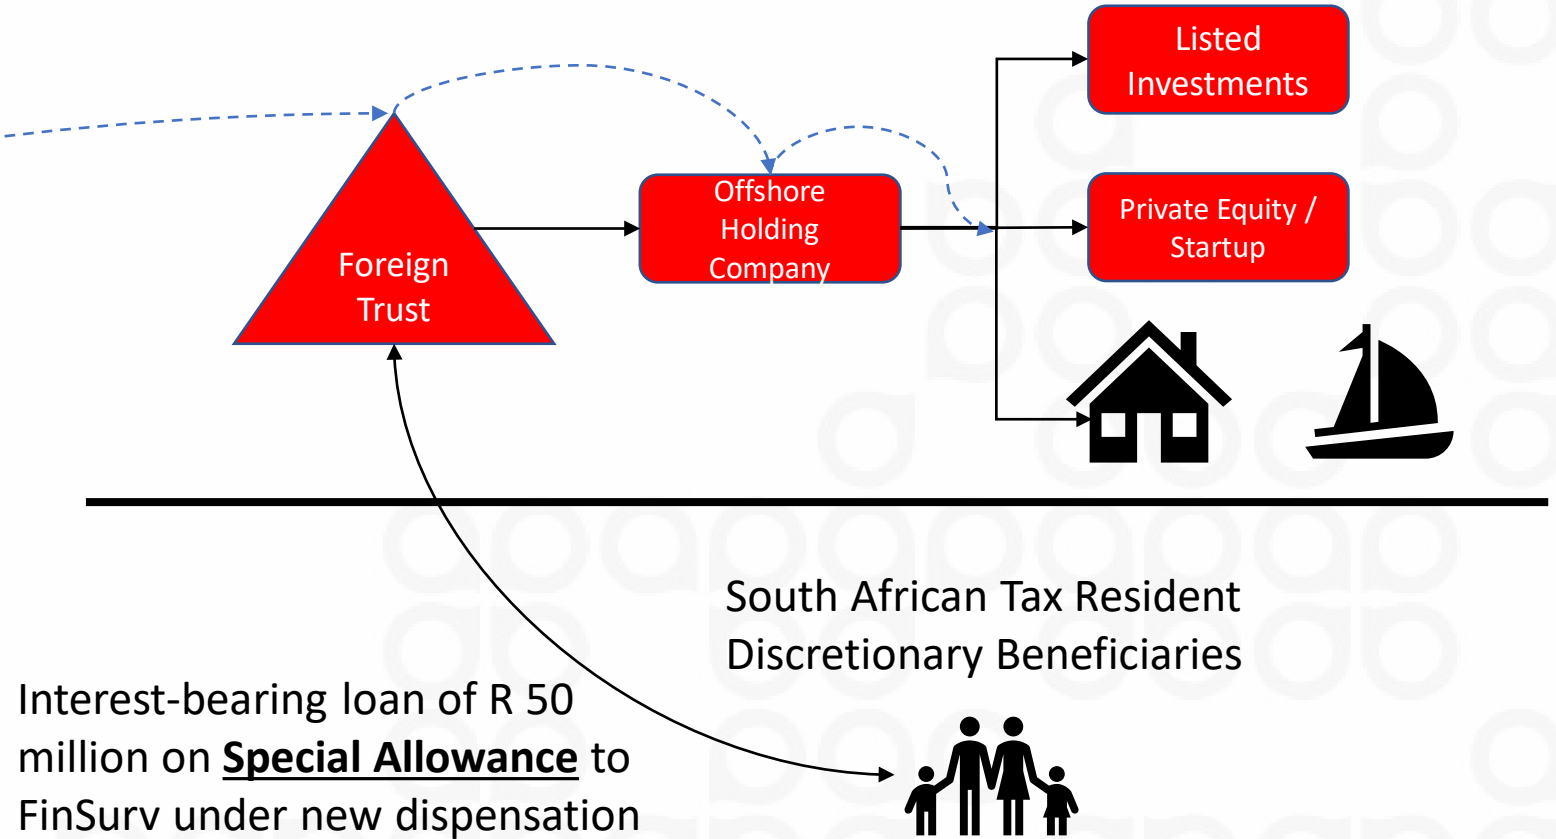 Listed
Investments
Offshore
Holding
Company
Private Equity /
Startup
Foreign
Trust
South African Tax Resident
Discretionary Beneficiaries
Interest-bearing loan of R 50
million on Special Allowance to
FinSurv under new dispensation